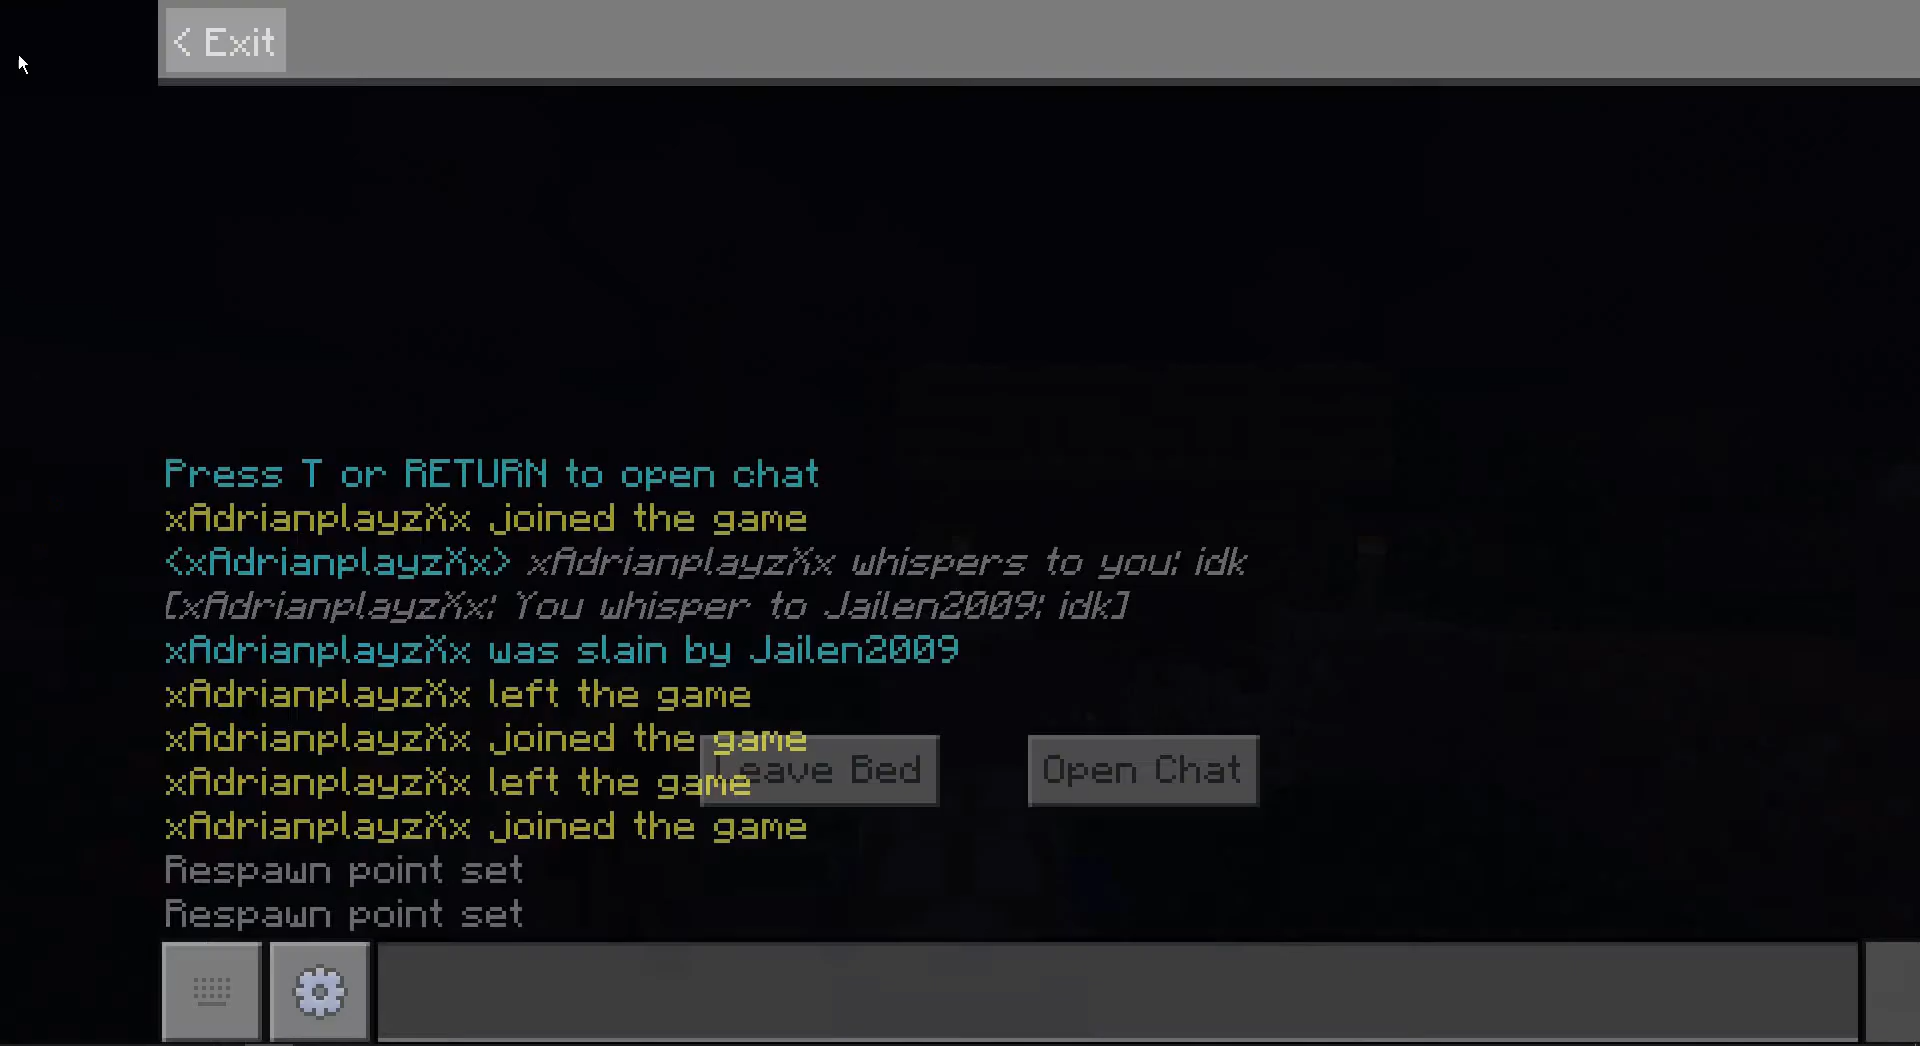 < Exit
Press T or RETURN to open chat
xAdrianplayzXx joined the game
<xAdrianplayzXx> xAdrianplayzXx whispers to you: idk
[xAdrianplayzXx: You whisper to Jailen2009: idk]
xAdrianplayzXx was slain by Jailen2009
xAdrianplayzXx left the game
xAdrianplayzXx joined the game
Leave Bed
Open Chat
xAdrianplayzXx left the game
xAdrianplayzXx joined the game
Respawn point set
Respawn point set